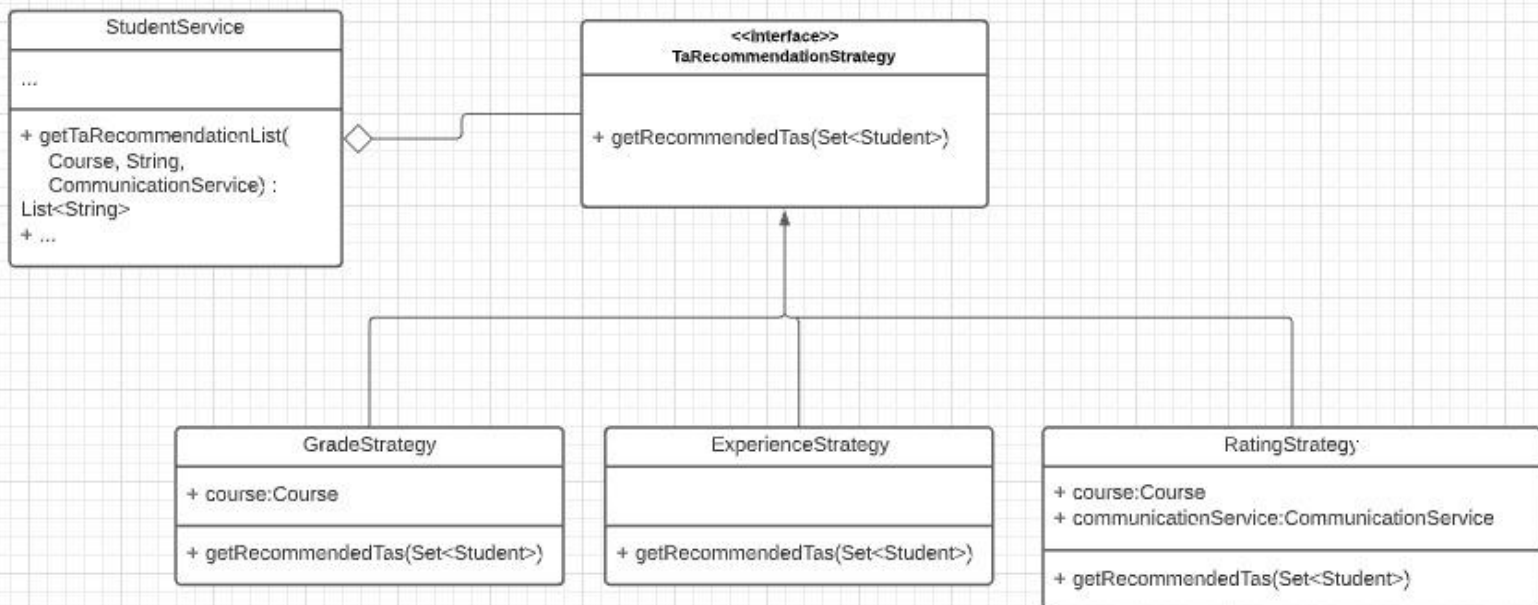 StudentService
...
+ getTaRecommendationList(
Course, String,
CommunicationService) :
List<String>
+ ...
<<interface>>
TaRecommendationStrategy
+ getRecommendedTas(Set<Student>)
GradeStrategy
+ course:Course
+ getRecommendedTas(Set<Student>)
ExperienceStrategy
+ getRecommendedTas(Set<Student>)
RatingStrategy
+ course:Course
+ communicationService:CommunicationService
+ getRecommendedTas(Set<Student>)